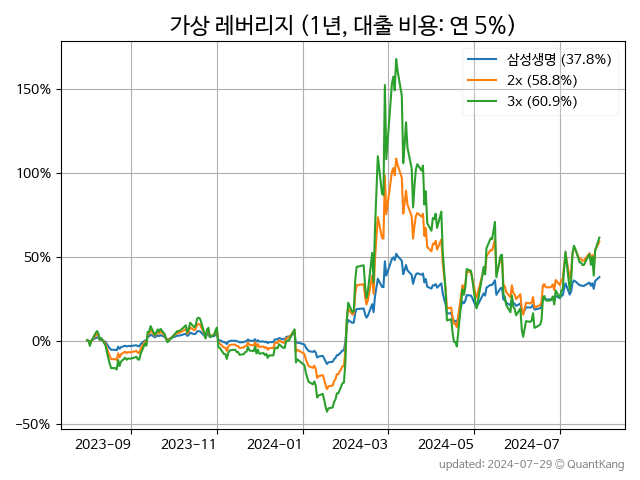 가상 레버리지 (1년, 대출 비용: 연 5%)
삼성생명 (37.8%)
2x (58.8%)
3x (60.9%)
150%
100%
50%
0%
−50%
2023-09 2023-11 2024-01 2024-03 2024-05 2024-07
updated: 2024-07-29 © QuantKang